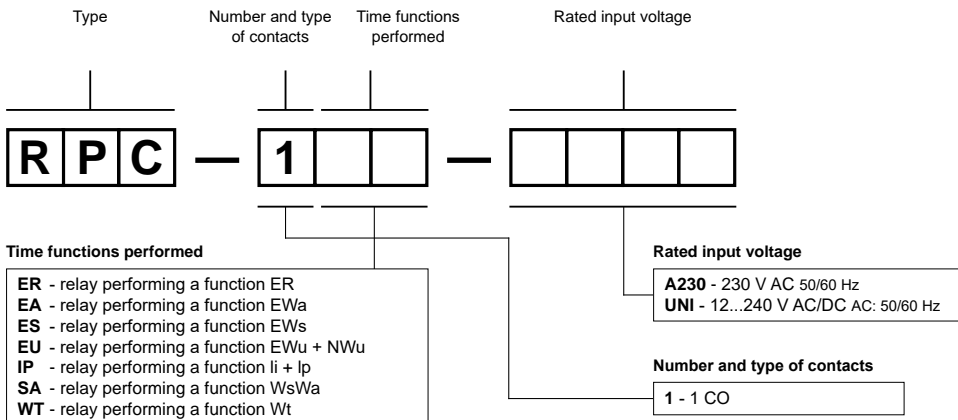 Type
Number and type
of contacts
Time functions
performed
Rated input voltage
R P C — 1 —
Time functions performed
ER - relay performing a function ER
EA - relay performing a function EWa
ES - relay performing a function EWs
EU - relay performing a function EWu + NWu
IP - relay performing a function Ii + Ip
SA - relay performing a function WsWa
WT - relay performing a function Wt
Rated input voltage
A230 - 230 V AC 50/60 Hz
UNI - 12...240 V AC/DC AC: 50/60 Hz
Number and type of contacts
1 - 1 CO